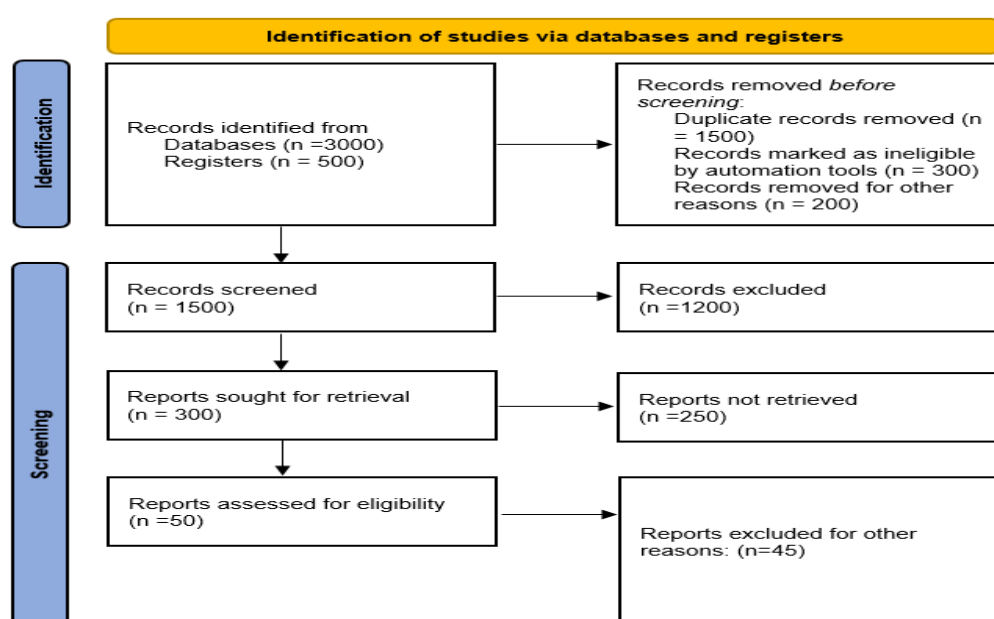 Identification of studies via databases and registers
Identification
Records identified from
Databases (n =3000)
Registers (n = 500)
Records removed before
screening:
Duplicate records removed (n
= 1500)
Records marked as ineligible
by automation tools (n = 300)
Records removed for other
reasons (n = 200)
Screening
Records screened
(n = 1500)
Records excluded
(n =1200)
Reports sought for retrieval
(n = 300)
Reports not retrieved
(n =250)
Reports assessed for eligibility
(n =50)
Reports excluded for other
reasons: (n=45)